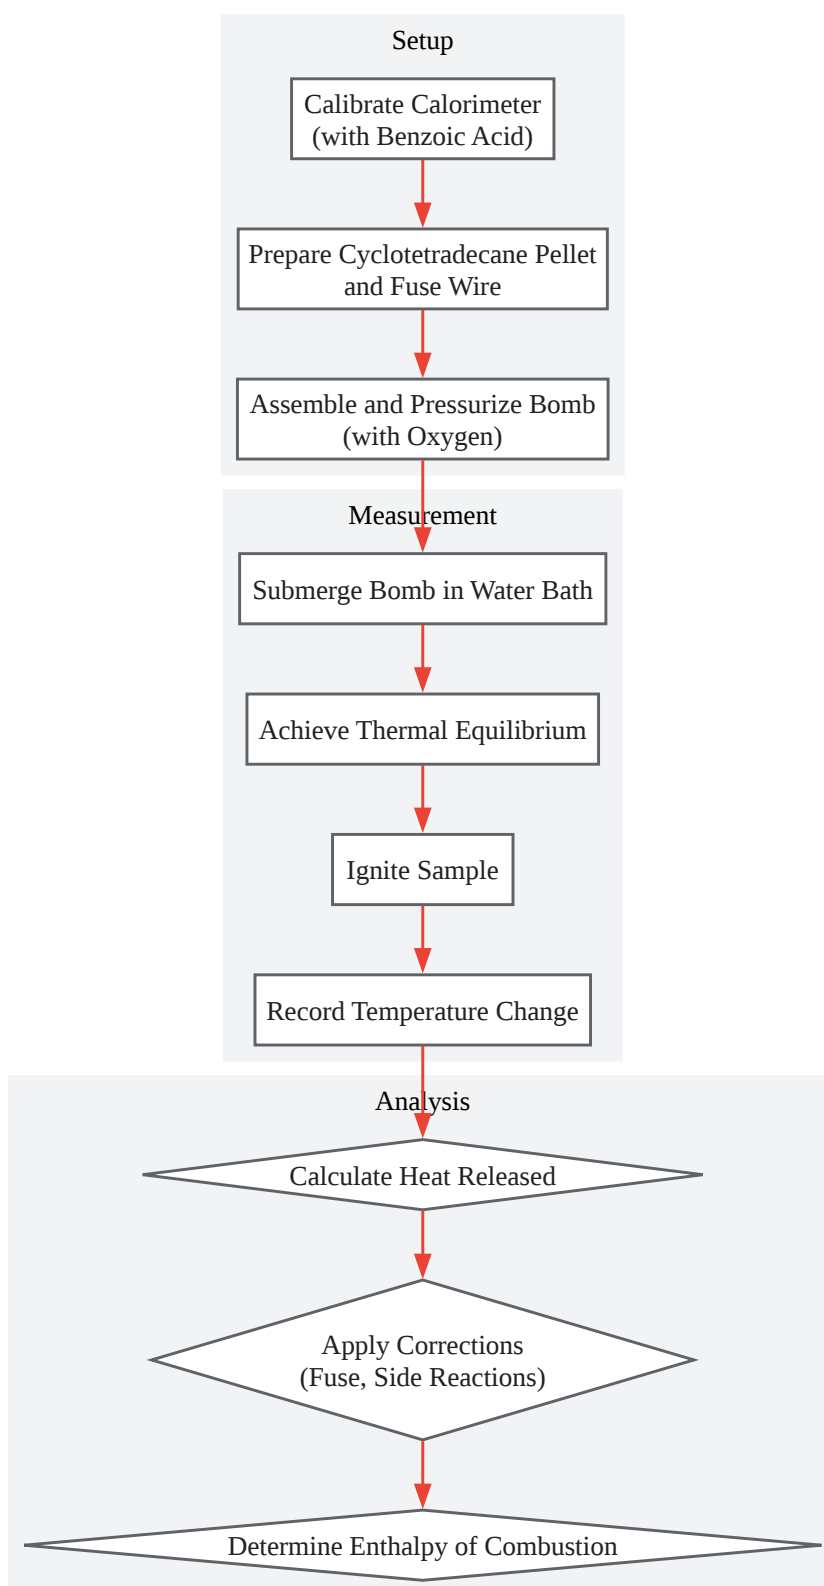 Setup
Calibrate Calorimeter
(with Benzoic Acid)
Prepare Cyclotetradecane Pellet
and Fuse Wire
Assemble and Pressurize Bomb
(with Oxygen)
Measurement
Submerge Bomb in Water Bath
Achieve Thermal Equilibrium
Ignite Sample
Record Temperature Change
Analysis
Calculate Heat Released
Apply Corrections
(Fuse, Side Reactions)
Determine Enthalpy of Combustion